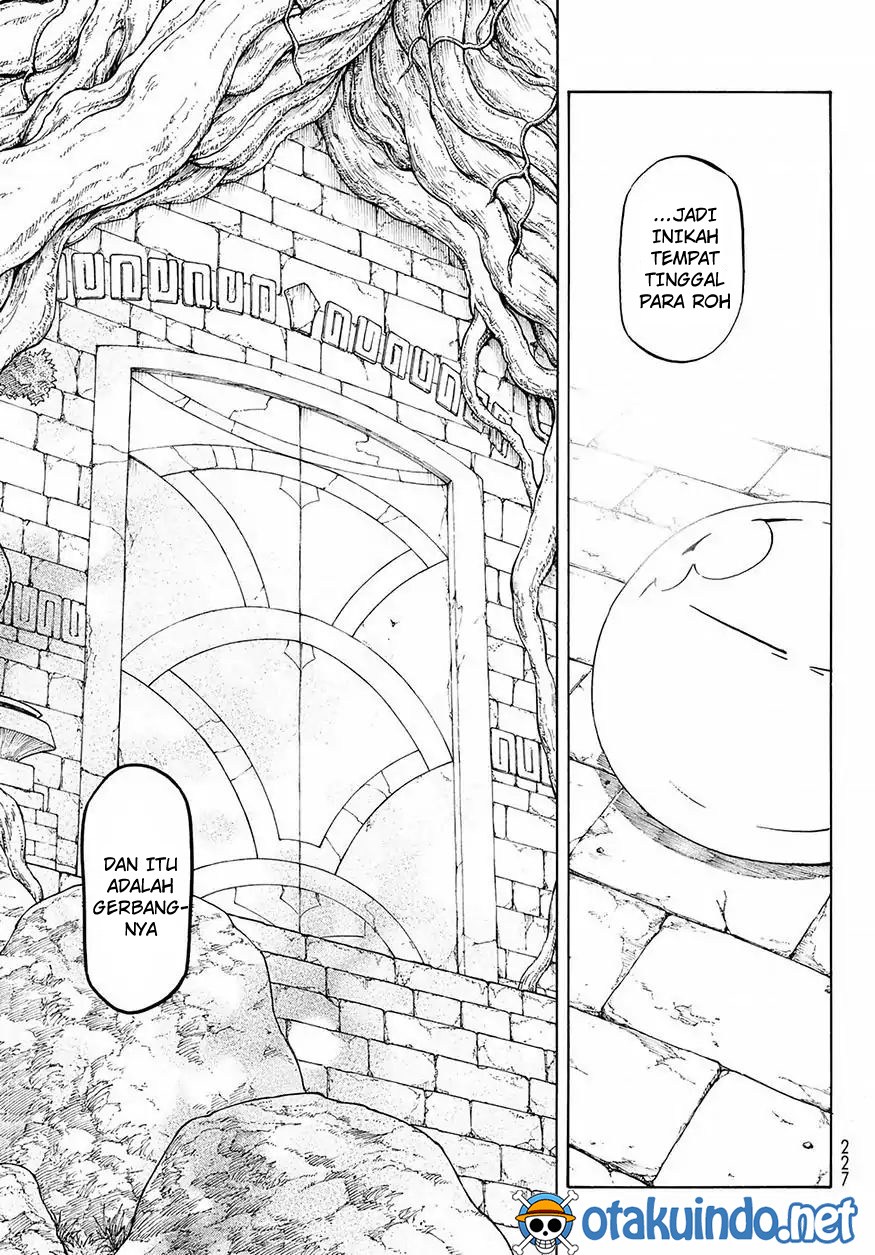 ...JADI
INIKAH
TEMPAT
TINGGAL
PARA ROH
DAN ITU
ADALAH
GERBANG-
NYA
227
otakuindo.net